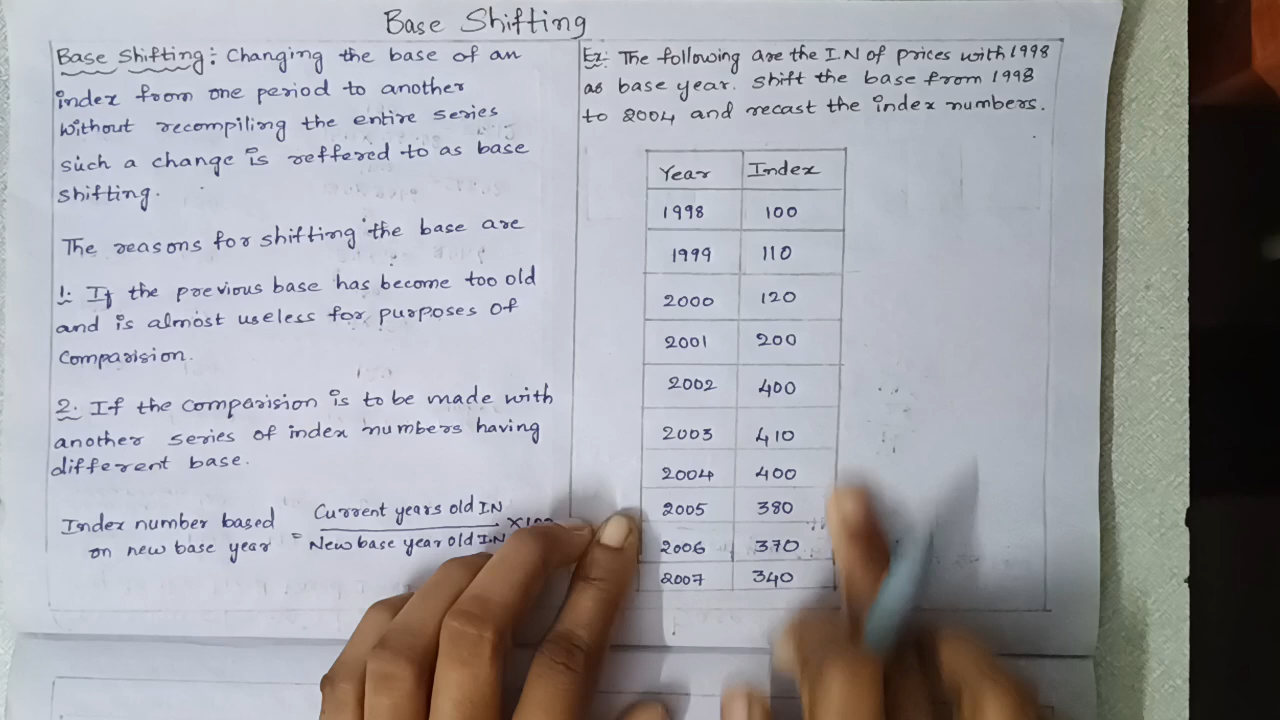 Base Shifting
Base Shifting: Changing the base of an
index from one period to another
without recompiling the entire series
such a change is reffered to as base
shifting.
The reasons for shifting the base are
1. If the previous base has become too old
and is almost useless for purposes of
Comparision.
2. If the comparision is to be made with
another series of index numbers having
different base.
Index number based on new base year = Current years old IN
New base year old I.N
Ex: The following are the I.N of prices with 1998
as base year. Shift the base from 1998
to 2004 and recast the index numbers.
Year Index
1998 100
1999 110
2000 120
2001 200
2002 400
2003 410
2004 400
2005 380
2006 370
2007 340